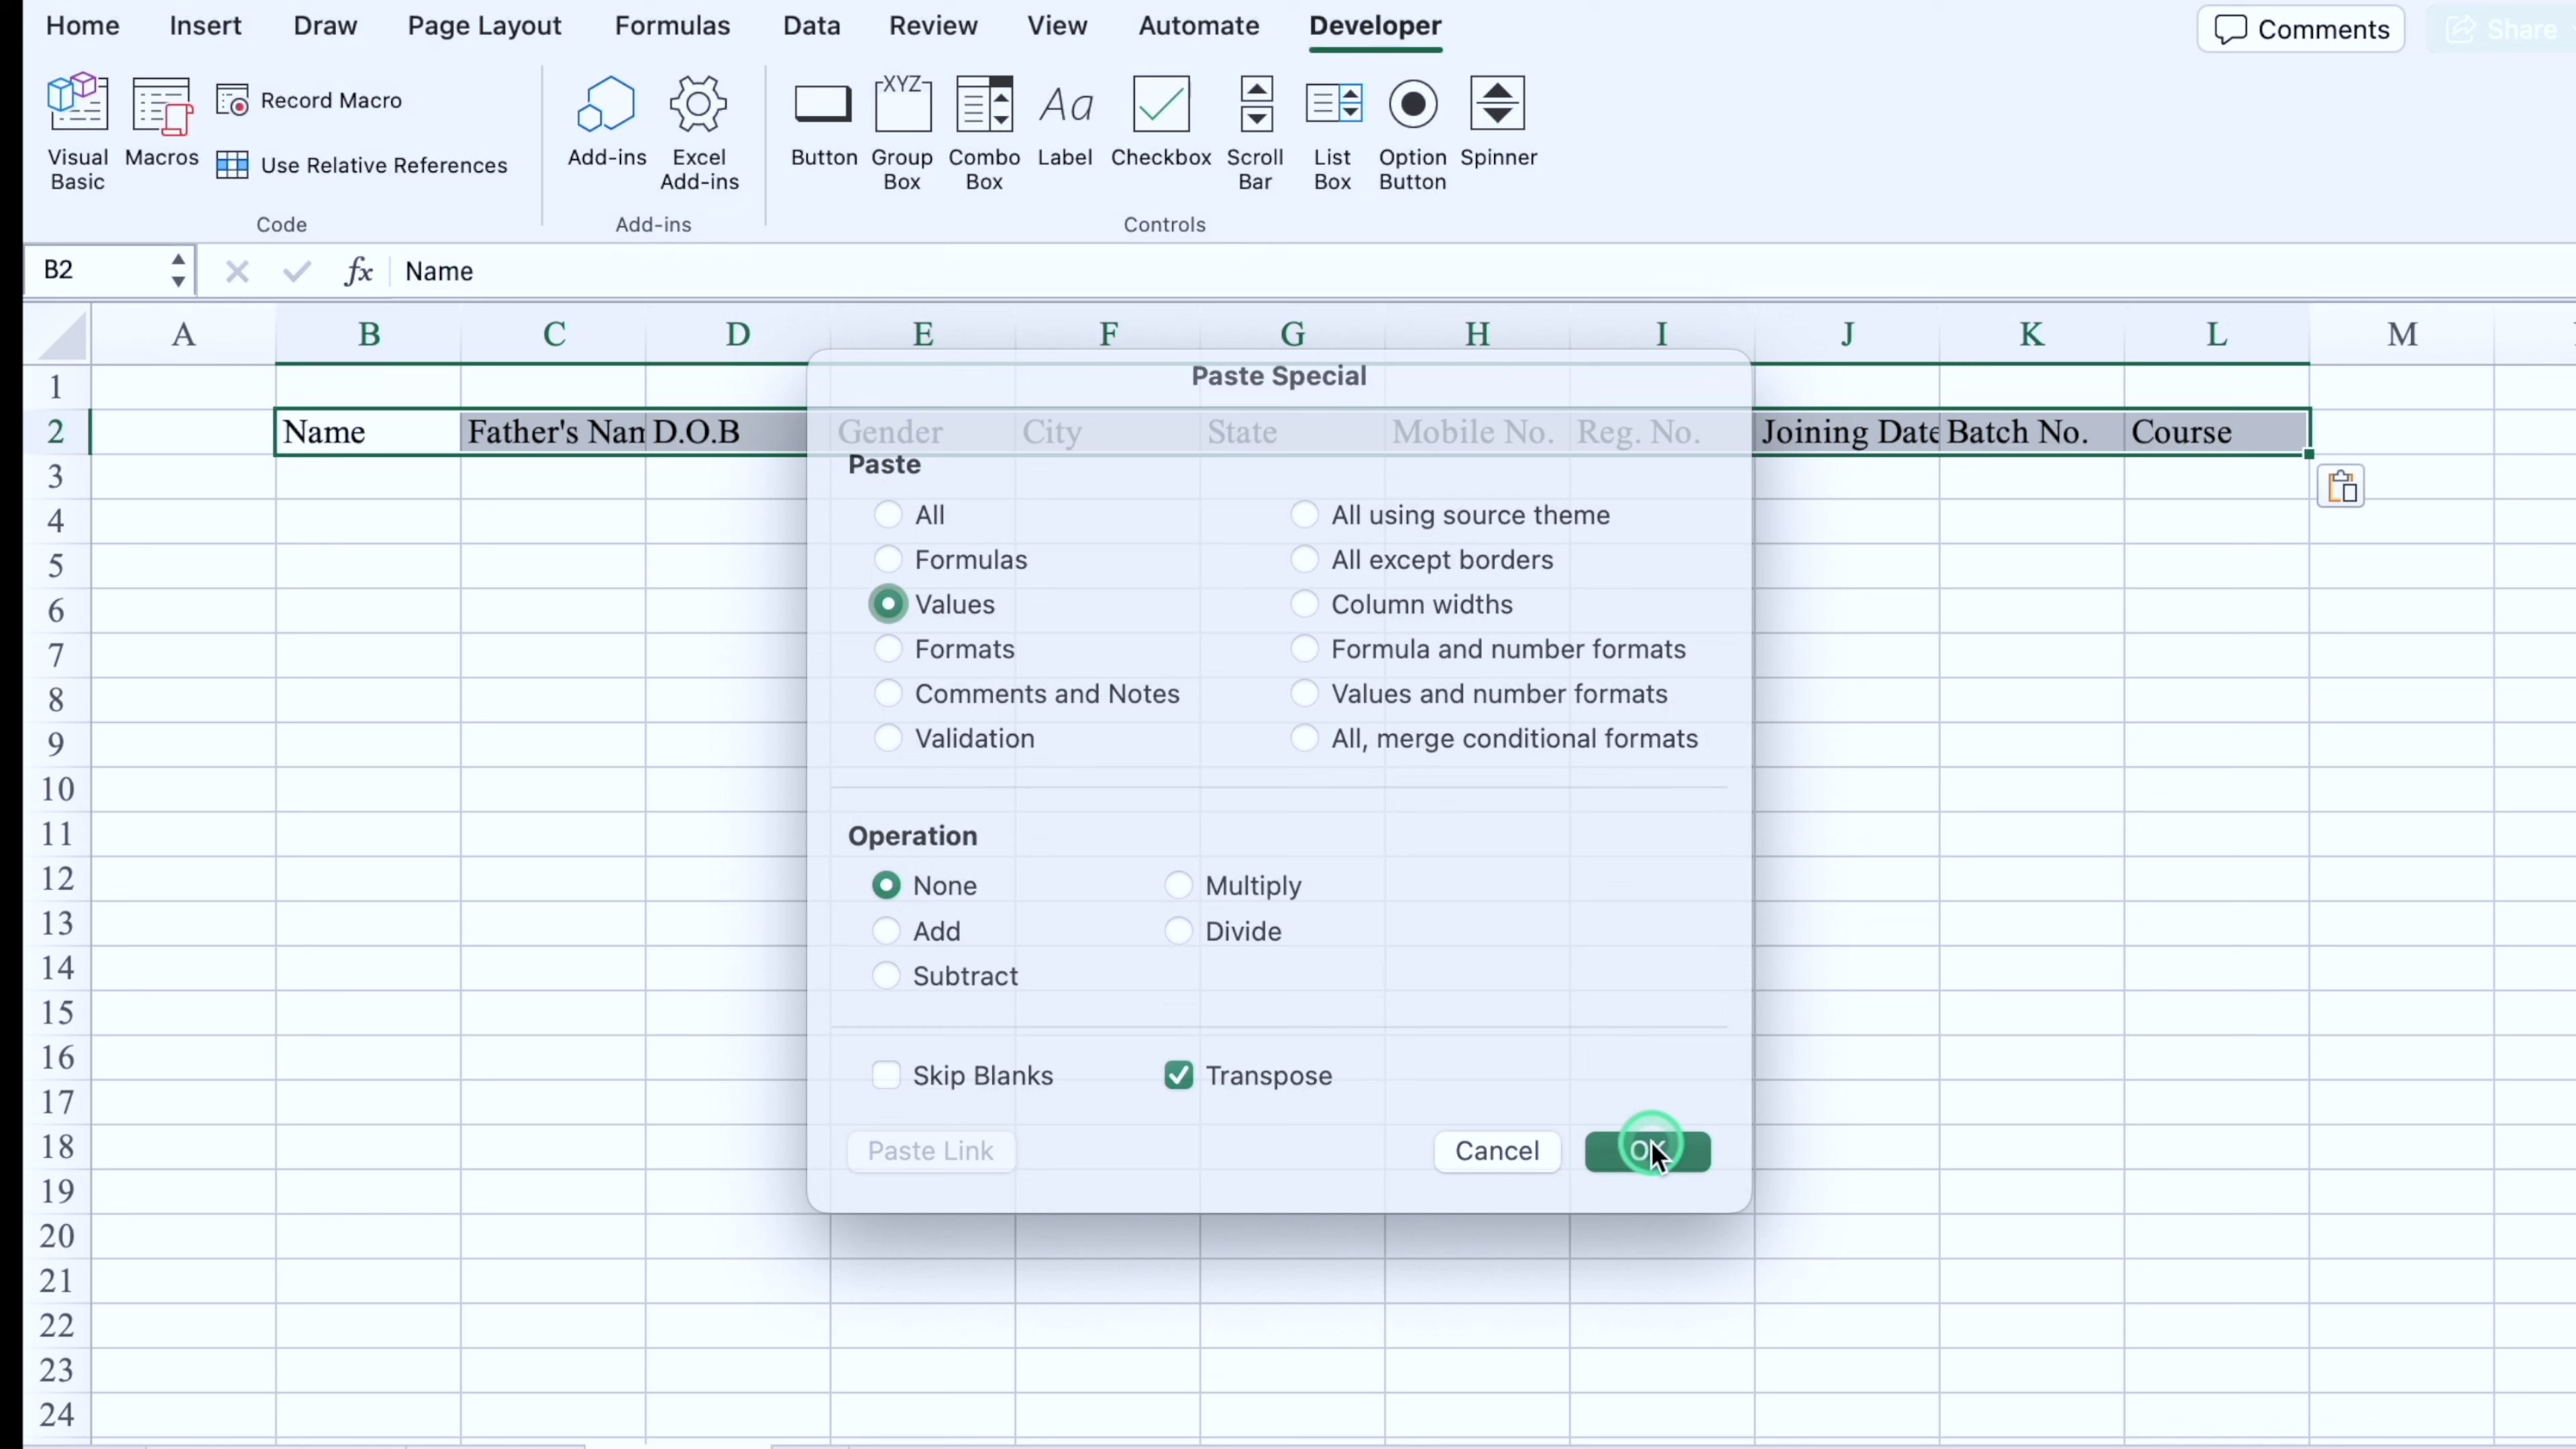 Home Insert Draw Page Layout Formulas Data Review View Automate Developer Comments Share
Visual Basic Macros Record Macro Use Relative References Add-ins Excel Add-ins Button Group Box Combo Box Label Checkbox Scroll Bar List Box Option Button Spinner
XYZ Aa
Code Add-ins Controls
B2 fx Name
A B C D E F G H I J K L M
1
2 Name Father's Nam D.O.B Gender City State Mobile No. Reg. No. Joining Date Batch No. Course
3
4
5
6
7
8
9
10
11
12
13
14
15
16
17
18
19
20
21
22
23
24
Paste Special
Paste
All All using source theme
Formulas All except borders
Values Column widths
Formats Formula and number formats
Comments and Notes Values and number formats
Validation All, merge conditional formats
Operation
None Multiply
Add Divide
Subtract
Skip Blanks Transpose
Paste Link Cancel OK